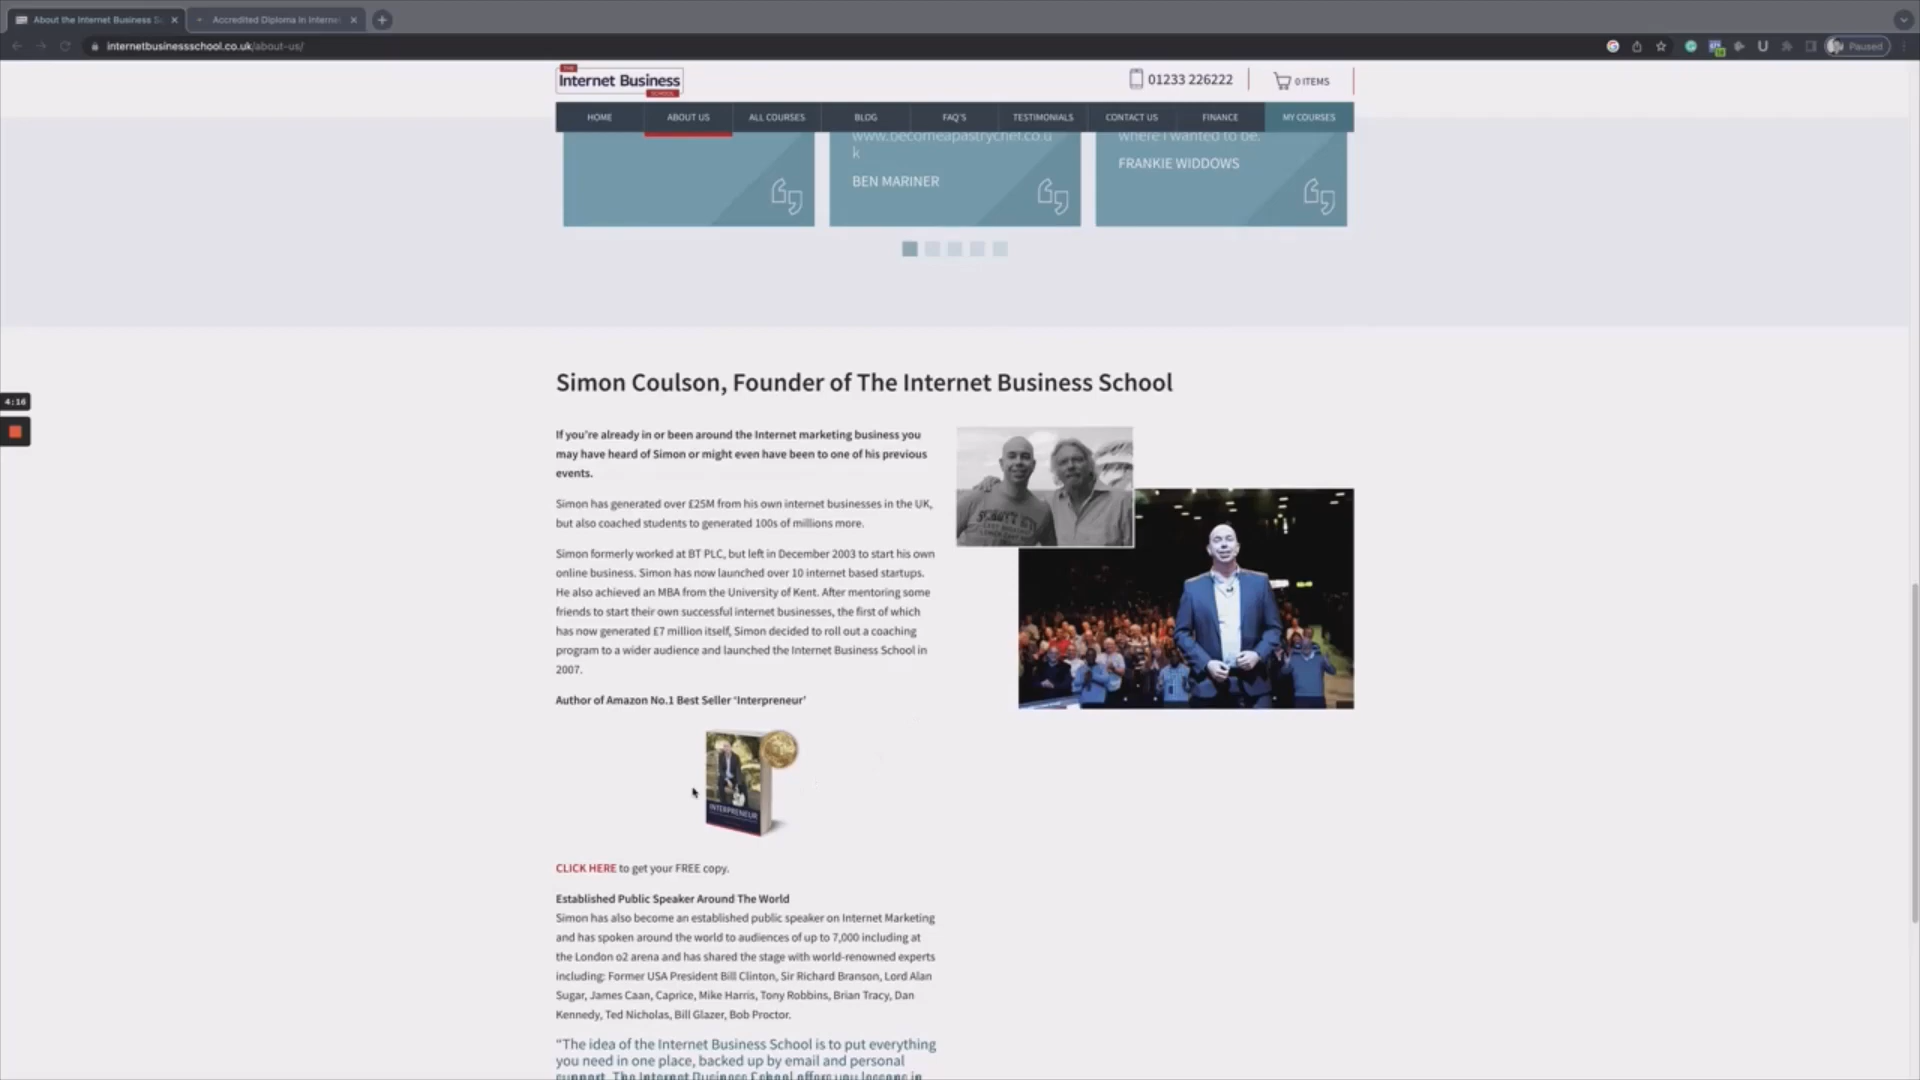 About the Internet Business S
Accredited Diploma in Interne
internetbusinessschool.co.uk/about-us/
Paused
THE
Internet Business
SCHOOL
01233 226222
0 ITEMS
HOME
ABOUT US
ALL COURSES
BLOG
FAQ'S
TESTIMONIALS
CONTACT US
FINANCE
MY COURSES
www.becomeapastrychef.co.u
k
BEN MARINER
where I wanted to be.
FRANKIE WIDDOWS
4:16
Simon Coulson, Founder of The Internet Business School
If you're already in or been around the Internet marketing business you
may have heard of Simon or might even have been to one of his previous
events.
Simon has generated over £25M from his own internet businesses in the UK,
but also coached students to generated 100s of millions more.
Simon formerly worked at BT PLC, but left in December 2003 to start his own
online business. Simon has now launched over 10 internet based startups.
He also achieved an MBA from the University of Kent. After mentoring some
friends to start their own successful internet businesses, the first of which
has now generated £7 million itself, Simon decided to roll out a coaching
program to a wider audience and launched the Internet Business School in
2007.
Author of Amazon No.1 Best Seller ‘Interpreneur’
INTERPRENEUR
CLICK HERE to get your FREE copy.
Established Public Speaker Around The World
Simon has also become an established public speaker on Internet Marketing
and has spoken around the world to audiences of up to 7,000 including at
the London o2 arena and has shared the stage with world-renowned experts
including: Former USA President Bill Clinton, Sir Richard Branson, Lord Alan
Sugar, James Caan, Caprice, Mike Harris, Tony Robbins, Brian Tracy, Dan
Kennedy, Ted Nicholas, Bill Glazer, Bob Proctor.
“The idea of the Internet Business School is to put everything
you need in one place, backed up by email and personal
support. The Internet Business School offers you lessons in